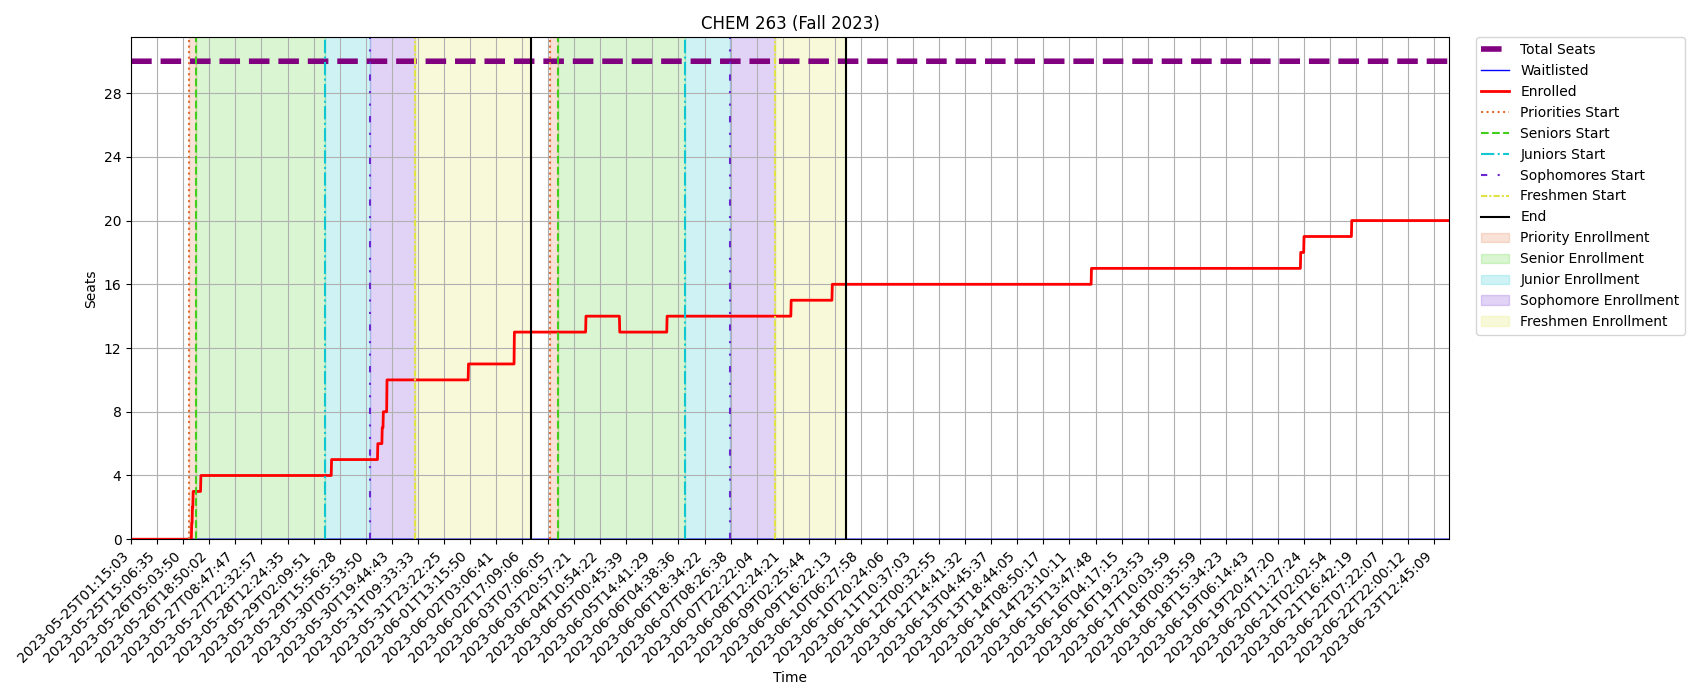 CHEM 263 (Fall 2023)
Seats
28
24
20
16
12
8
4
0
2023-05-25T01:15:03
2023-05-25T15:06:35
2023-05-26T05:03:50
2023-05-26T18:50:02
2023-05-27T08:47:47
2023-05-27T22:32:57
2023-05-28T12:24:35
2023-05-29T02:09:51
2023-05-29T15:56:28
2023-05-30T05:53:50
2023-05-30T19:44:43
2023-05-31T09:33:33
2023-05-31T23:22:25
2023-06-01T13:15:50
2023-06-02T03:06:41
2023-06-02T17:09:06
2023-06-03T07:06:05
2023-06-03T20:57:21
2023-06-04T10:54:22
2023-06-05T00:45:39
2023-06-05T14:41:29
2023-06-06T04:38:36
2023-06-06T18:34:22
2023-06-07T08:26:38
2023-06-07T22:22:04
2023-06-08T12:24:21
2023-06-09T02:25:44
2023-06-09T16:22:13
2023-06-10T06:27:58
2023-06-10T20:24:06
2023-06-11T10:37:03
2023-06-12T00:32:55
2023-06-12T14:41:32
2023-06-13T04:45:37
2023-06-13T18:44:05
2023-06-14T08:50:17
2023-06-14T23:10:11
2023-06-15T13:47:48
2023-06-16T04:17:15
2023-06-16T19:23:53
2023-06-17T10:03:59
2023-06-18T00:35:59
2023-06-18T15:34:23
2023-06-19T06:14:43
2023-06-19T20:47:20
2023-06-20T11:27:24
2023-06-21T02:02:54
2023-06-21T16:42:19
2023-06-22T07:22:07
2023-06-22T22:00:12
2023-06-23T12:45:09
Time
Total Seats
Waitlisted
Enrolled
Priorities Start
Seniors Start
Juniors Start
Sophomores Start
Freshmen Start
End
Priority Enrollment
Senior Enrollment
Junior Enrollment
Sophomore Enrollment
Freshmen Enrollment